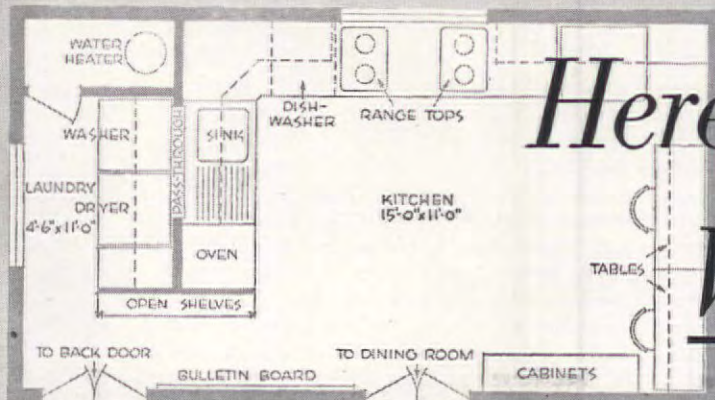 WATER
HEATER
DISH-
WASHER
RANGE TOPS
Here
WASHER
SINK
PASS-THROUGH
LAUNDRY
4'-6"x11'-0"
DRYER
KITCHEN
15'-0"x11'-0"
OVEN
TABLES
OPEN SHELVES
TO BACK DOOR
TO DINING ROOM
BULLETIN BOARD
CABINETS